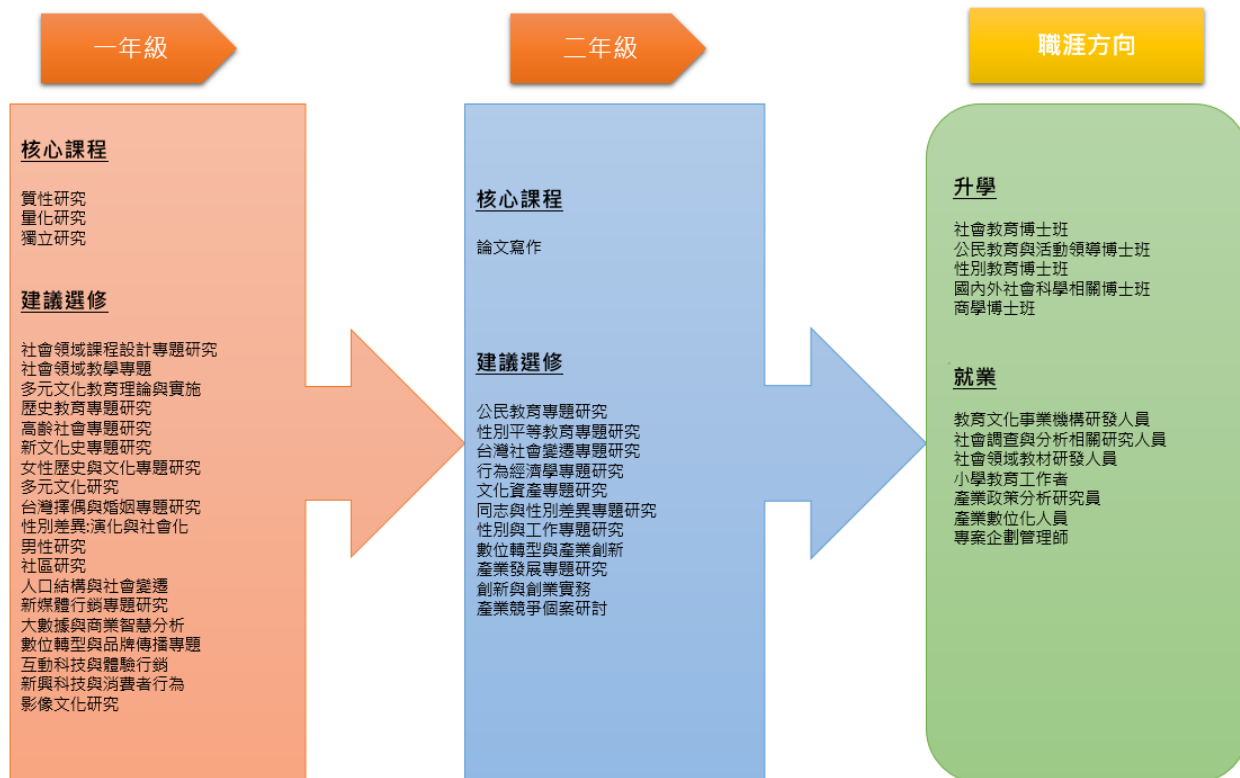 一年級
核心課程
質性研究
量化研究
獨立研究
建議選修
社會領域課程設計專題研究
社會領域教學專題
多元文化教育理論與實施
歷史教育專題研究
高齡社會專題研究
新文化史專題研究
女性歷史與文化專題研究
多元文化研究
台灣擇偶與婚姻專題研究
性別差異:演化與社會化
男性研究
社區研究
人口結構與社會變遷
新媒體行銷專題研究
大數據與商業智慧分析
數位轉型與品牌傳播專題
互動科技與體驗行銷
新興科技與消費者行為
影像文化研究
二年級
核心課程
論文寫作
建議選修
公民教育專題研究
性別平等教育專題研究
台灣社會變遷專題研究
行為經濟學專題研究
文化資產專題研究
同志與性別差異專題研究
性別與工作專題研究
數位轉型與產業創新
產業發展專題研究
創新與創業實務
產業競爭個案研討
職涯方向
升學
社會教育博士班
公民教育與活動領導博士班
性別教育博士班
國內外社會科學相關博士班
商學博士班
就業
教育文化事業機構研發人員
社會調查與分析相關研究人員
社會領域教材研發人員
小學教育工作者
產業政策分析研究員
產業數位化人員
專案企劃管理師